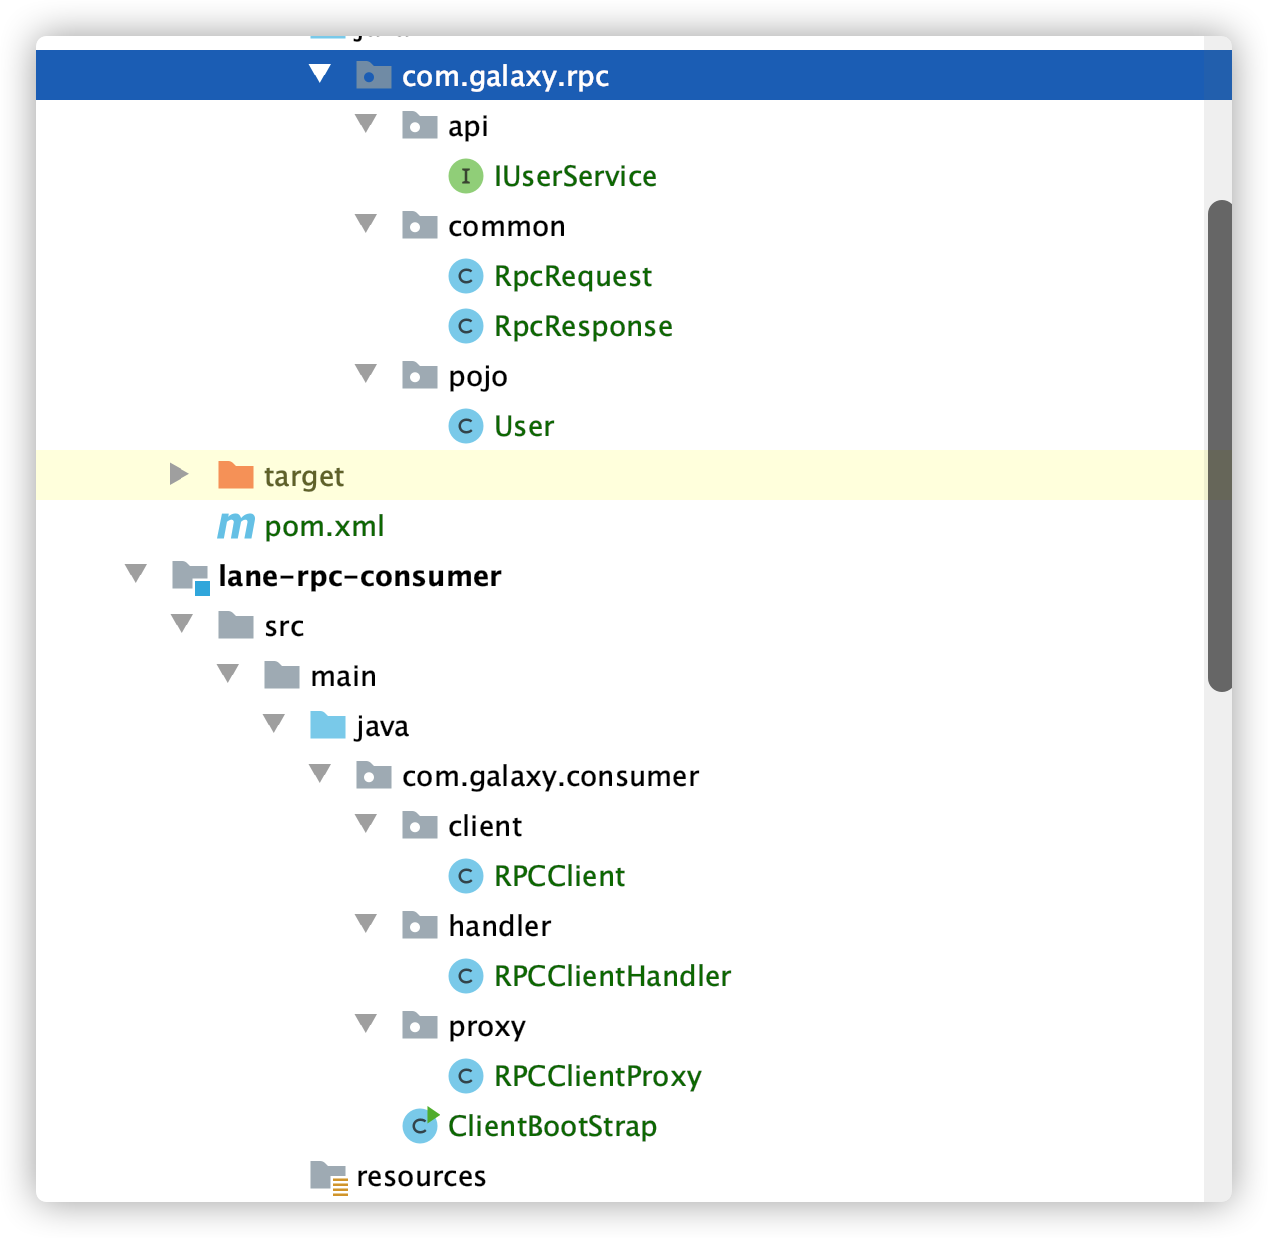 com.galaxy.rpc
api
I IUserService
common
C RpcRequest
C RpcResponse
pojo
C User
target
m pom.xml
lane-rpc-consumer
src
main
java
com.galaxy.consumer
client
C RPCClient
handler
C RPCClientHandler
proxy
C RPCClientProxy
C ClientBootStrap
resources